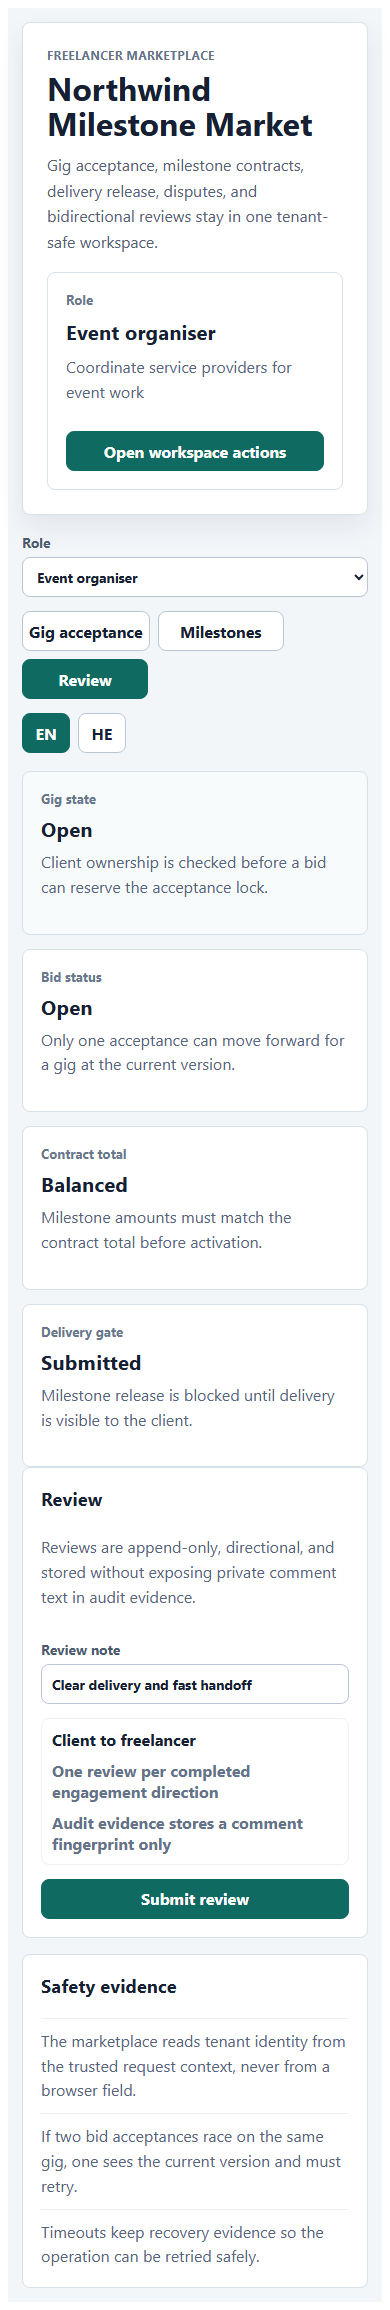 FREELANCER MARKETPLACE
Northwind
Milestone Market
Gig acceptance, milestone contracts,
delivery release, disputes, and
bidirectional reviews stay in one tenant-
safe workspace.
Role
Event organiser
Coordinate service providers for
event work
Open workspace actions
Role
Event organiser
Gig acceptance
Milestones
Review
EN
HE
Gig state
Open
Client ownership is checked before a bid
can reserve the acceptance lock.
Bid status
Open
Only one acceptance can move forward for
a gig at the current version.
Contract total
Balanced
Milestone amounts must match the
contract total before activation.
Delivery gate
Submitted
Milestone release is blocked until delivery
is visible to the client.
Review
Reviews are append-only, directional, and
stored without exposing private comment
text in audit evidence.
Review note
Clear delivery and fast handoff
Client to freelancer
One review per completed
engagement direction
Audit evidence stores a comment
fingerprint only
Submit review
Safety evidence
The marketplace reads tenant identity from
the trusted request context, never from a
browser field.
If two bid acceptances race on the same
gig, one sees the current version and must
retry.
Timeouts keep recovery evidence so the
operation can be retried safely.